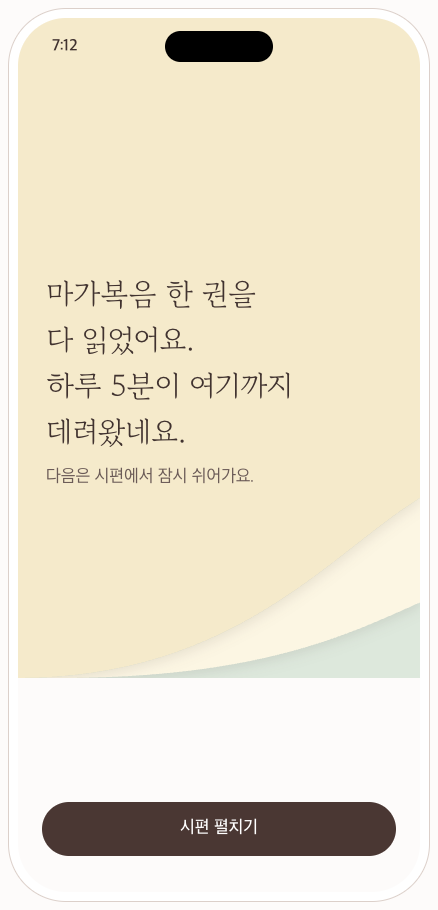 7:12
마가복음 한 권을
다 읽었어요.
하루 5분이 여기까지
데려왔네요.
다음은 시편에서 잠시 쉬어가요.
시편 펼치기